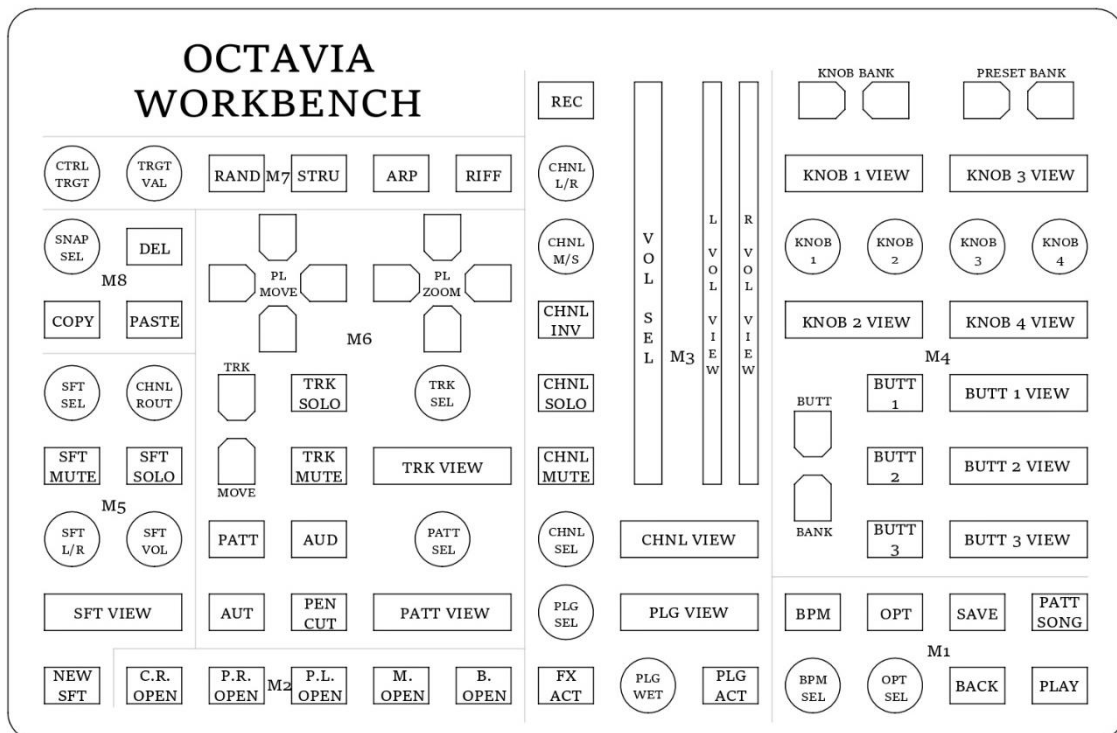 OCTAVIA
WORKBENCH
CTRL
TRGT
TRGT
VAL
RAND
M7
STRU
ARP
RIFF
SNAP
SEL
DEL
M8
COPY
PASTE
PL
MOVE
PL
ZOOM
M6
SFT
SEL
CHNL
ROUT
SFT
MUTE
SFT
SOLO
M5
SFT
L/R
SFT
VOL
SFT VIEW
NEW
SFT
TRK
MOVE
TRK
SOLO
TRK
SEL
TRK
MUTE
TRK VIEW
PATT
AUD
PATT
SEL
AUT
PEN
CUT
PATT VIEW
C.R.
OPEN
P.R.
OPEN
M2
P.L.
OPEN
M.
OPEN
B.
OPEN
REC
CHNL
L/R
CHNL
M/S
CHNL
INV
CHNL
SOLO
CHNL
MUTE
CHNL
SEL
PLG
SEL
FX
ACT
VOL SEL
M3
L VOL VIEW
R VOL VIEW
CHNL VIEW
PLG VIEW
PLG
WET
PLG
ACT
KNOB BANK
PRESET BANK
KNOB 1 VIEW
KNOB 3 VIEW
KNOB
1
KNOB
2
KNOB
3
KNOB
4
KNOB 2 VIEW
KNOB 4 VIEW
M4
BUTT
BANK
BUTT
1
BUTT 1 VIEW
BUTT
2
BUTT 2 VIEW
BUTT
3
BUTT 3 VIEW
BPM
OPT
SAVE
PATT
SONG
M1
BPM
SEL
OPT
SEL
BACK
PLAY